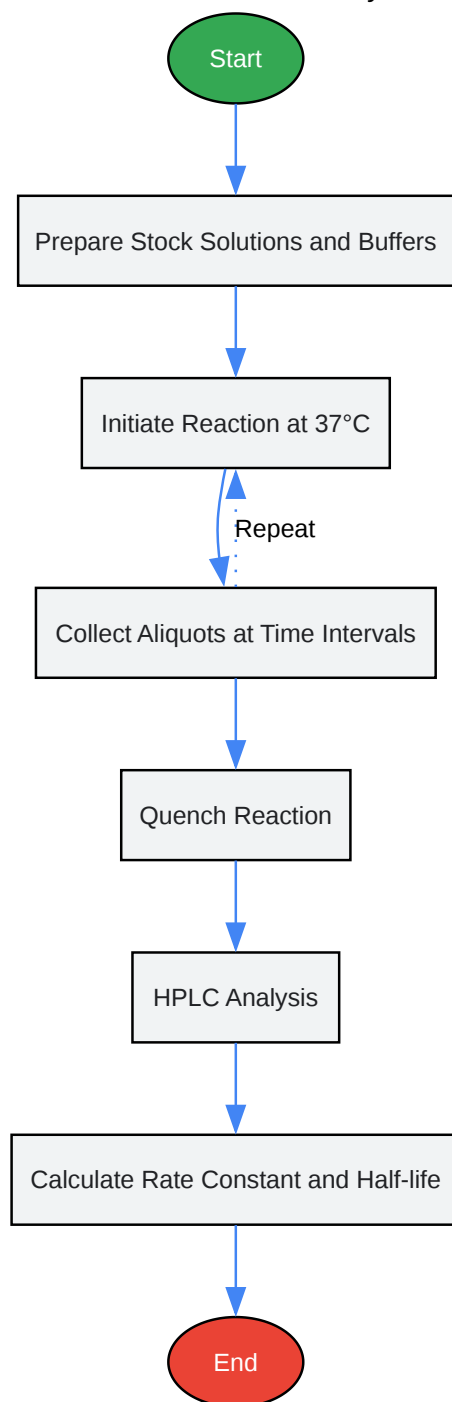 Start
Prepare Stock Solutions and Buffers
Initiate Reaction at 37°C
Repeat
Collect Aliquots at Time Intervals
Quench Reaction
HPLC Analysis
Calculate Rate Constant and Half-life
End